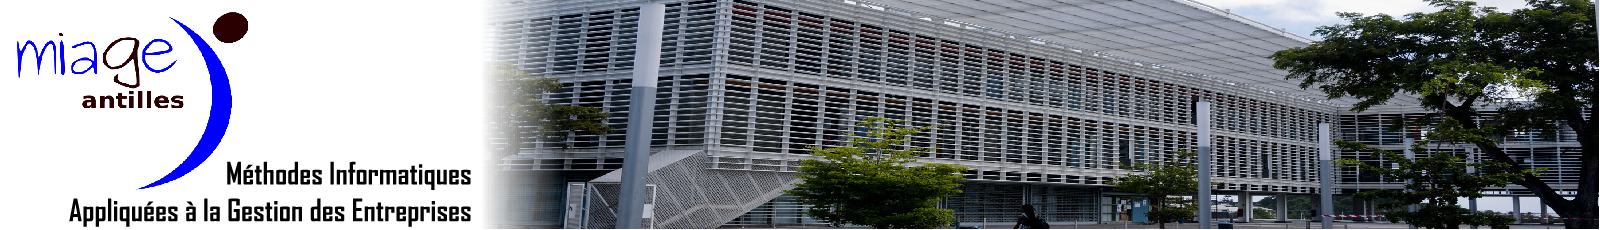 miage
antilles
Méthodes Informatiques
Appliquées à la Gestion des Entreprises